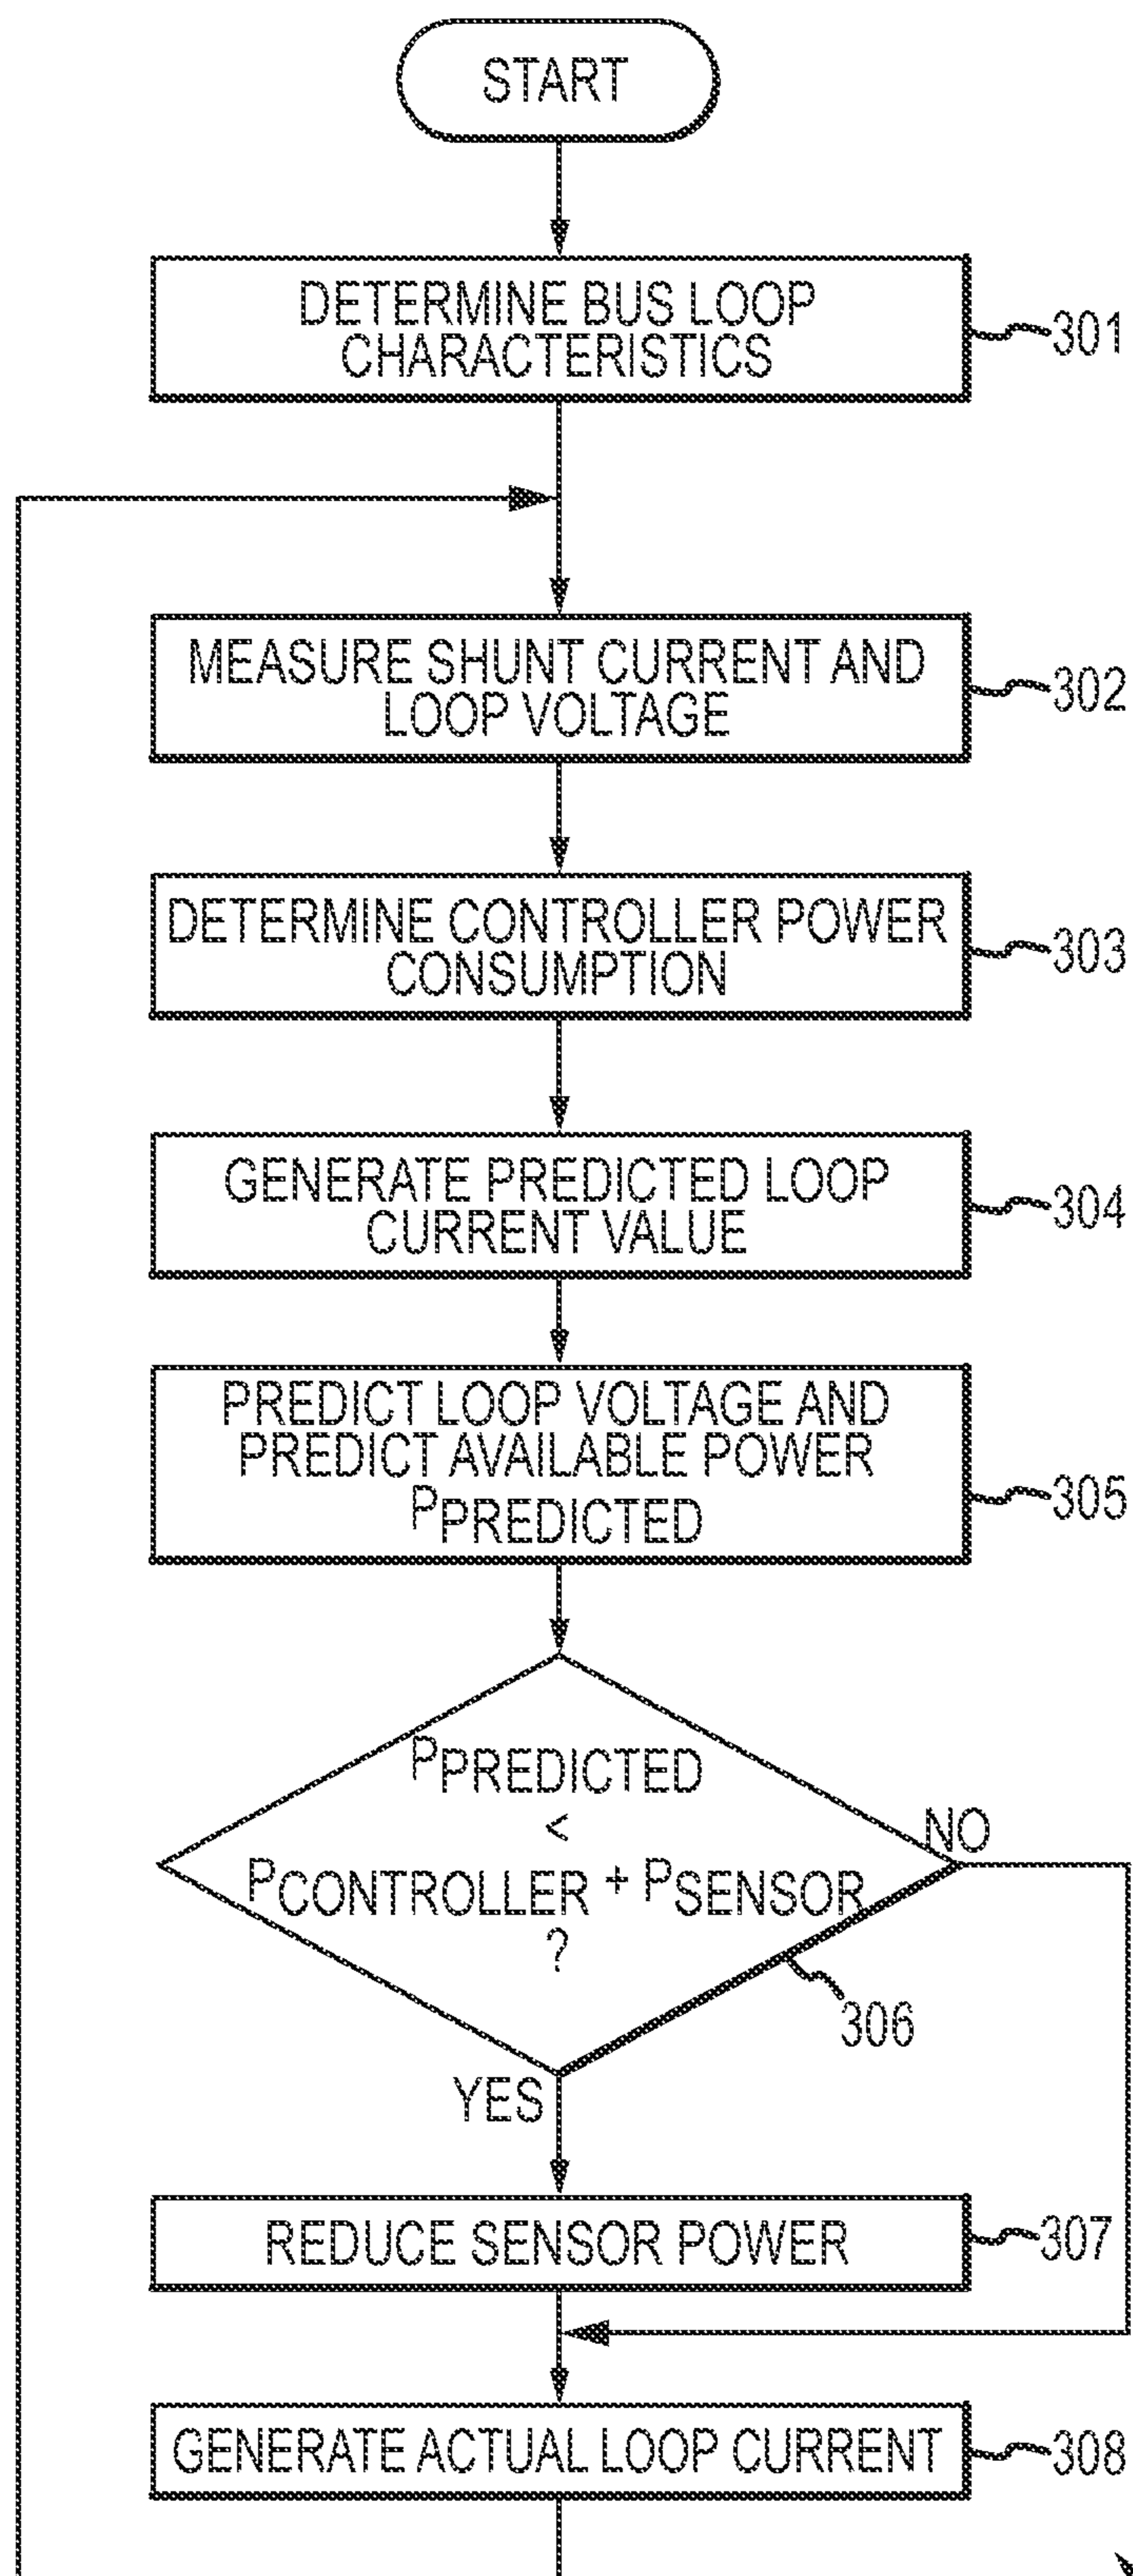 START
DETERMINE BUS LOOP
CHARACTERISTICS
301
MEASURE SHUNT CURRENT AND
LOOP VOLTAGE
302
DETERMINE CONTROLLER POWER
CONSUMPTION
303
GENERATE PREDICTED LOOP
CURRENT VALUE
304
PREDICT LOOP VOLTAGE AND
PREDICT AVAILABLE POWER
PPREDICTED
305
PPREDICTED
<
PCONTROLLER + PSENSOR
?
NO
306
YES
REDUCE SENSOR POWER
307
GENERATE ACTUAL LOOP CURRENT
308